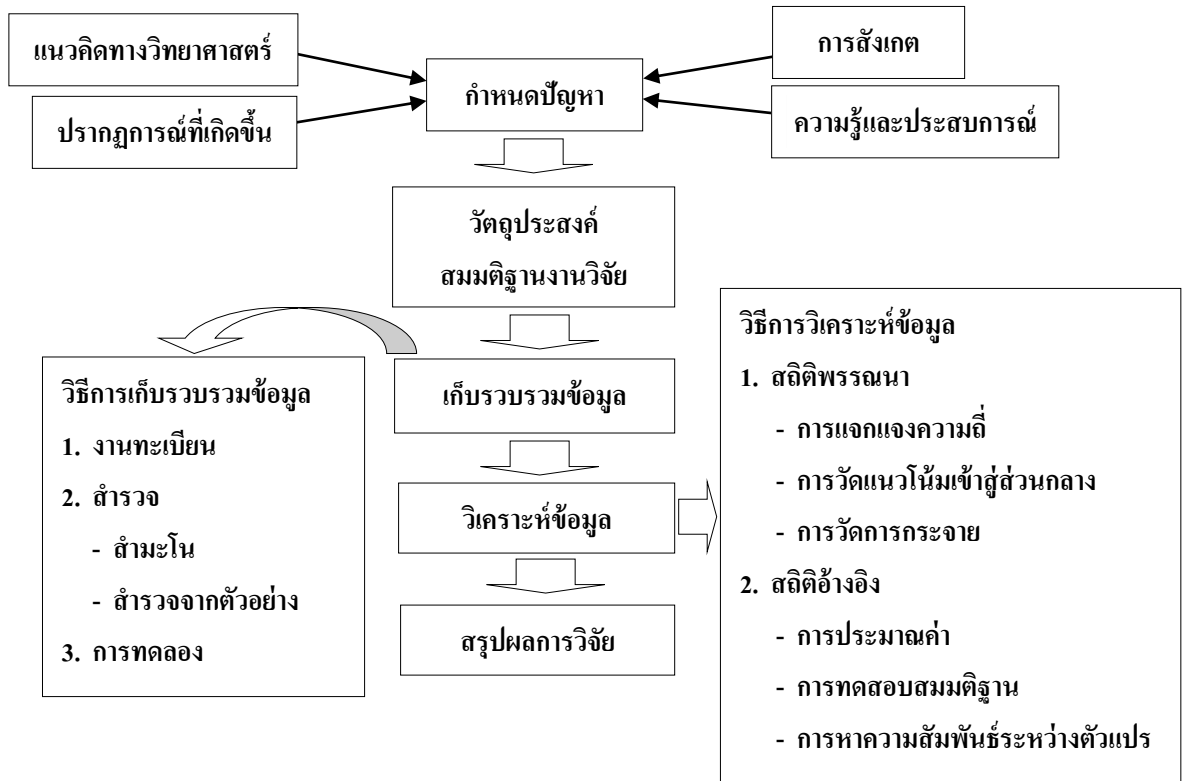 แนวคิดทางวิทยาศาสตร์
การสังเกต
กำหนดปัญหา
ปรากฏการณ์ที่เกิดขึ้น
ความรู้และประสบการณ์
วัตถุประสงค์
สมมติฐานงานวิจัย
เก็บรวบรวมข้อมูล
วิธีการเก็บรวบรวมข้อมูล
1. งานทะเบียน
2. สำรวจ
- สำมะโน
- สำรวจจากตัวอย่าง
3. การทดลอง
วิเคราะห์ข้อมูล
สรุปผลการวิจัย
วิธีการวิเคราะห์ข้อมูล
1. สถิติพรรณนา
- การแจกแจงความถี่
- การวัดแนวโน้มเข้าสู่ส่วนกลาง
- การวัดการกระจาย
2. สถิติอ้างอิง
- การประมาณค่า
- การทดสอบสมมติฐาน
- การหาความสัมพันธ์ระหว่างตัวแปร